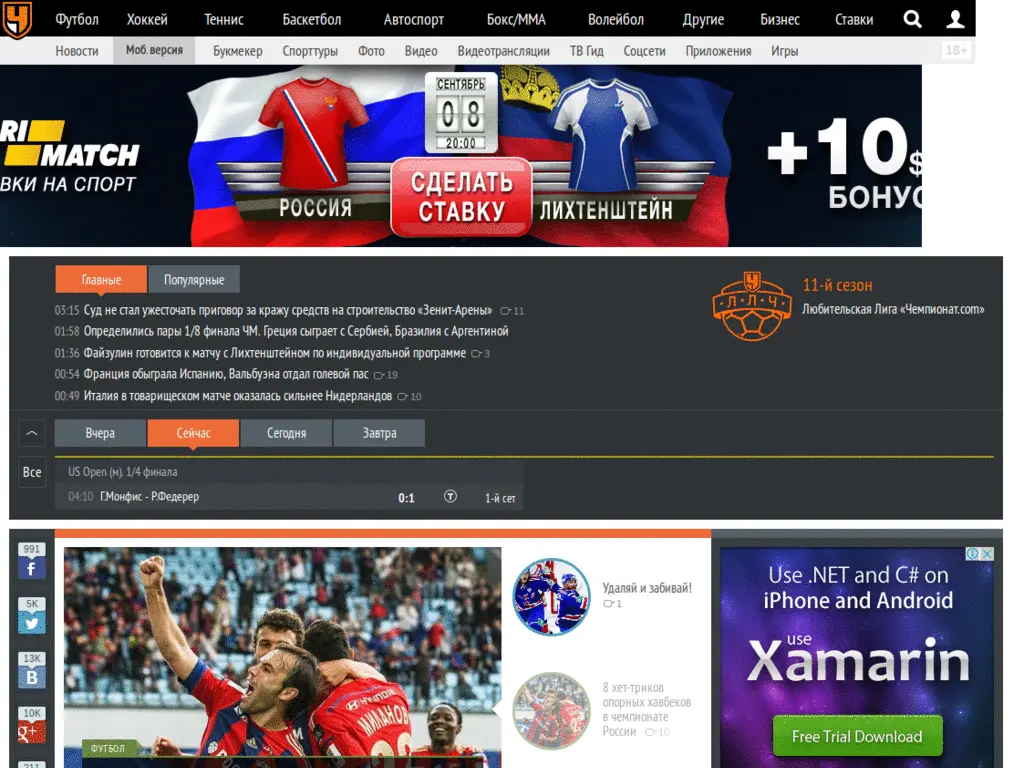 Футбол Хоккей Теннис Баскетбол Автоспорт Бокс/ММА Волейбол Другие Бизнес Ставки
Новости Моб.версия Букмекер Спорттуры Фото Видео Видеотрансляции ТВ Гид Соцсети Приложения Игры 18+
RI MATCH
ВКИ НА СПОРТ
СЕНТЯБРЬ
08
20:00
РОССИЯ
СДЕЛАТЬ
СТАВКУ
ЛИХТЕНШТЕЙН
+10$
БОНУС
Главные Популярные
03:15 Суд не стал ужесточать приговор за кражу средств на строительство «Зенит-Арены» 11
01:58 Определились пары 1/8 финала ЧМ. Греция сыграет с Сербией, Бразилия с Аргентиной
01:36 Файзулин готовится к матчу с Лихтенштейном по индивидуальной программе 3
00:54 Франция обыграла Испанию, Вальбуэна отдал голевой пас 19
00:49 Италия в товарищеском матче оказалась сильнее Нидерландов 10
Л Л Ч
11-й сезон
Любительская Лига «Чемпионат.com»
Вчера Сейчас Сегодня Завтра
Все
US Open (м). 1/4 финала
04:10 Г.Монфис - Р.Федерер 0:1 T 1-й сет
991
5K
13K
10K
211
HYUNDAI
МИЛАНОВ
ФУТБОЛ
Удаляй и забивай!
1
8 хет-триков
опорных хавбеков
в чемпионате
России 10
Use .NET and C# on
iPhone and Android
use
Xamarin
Free Trial Download